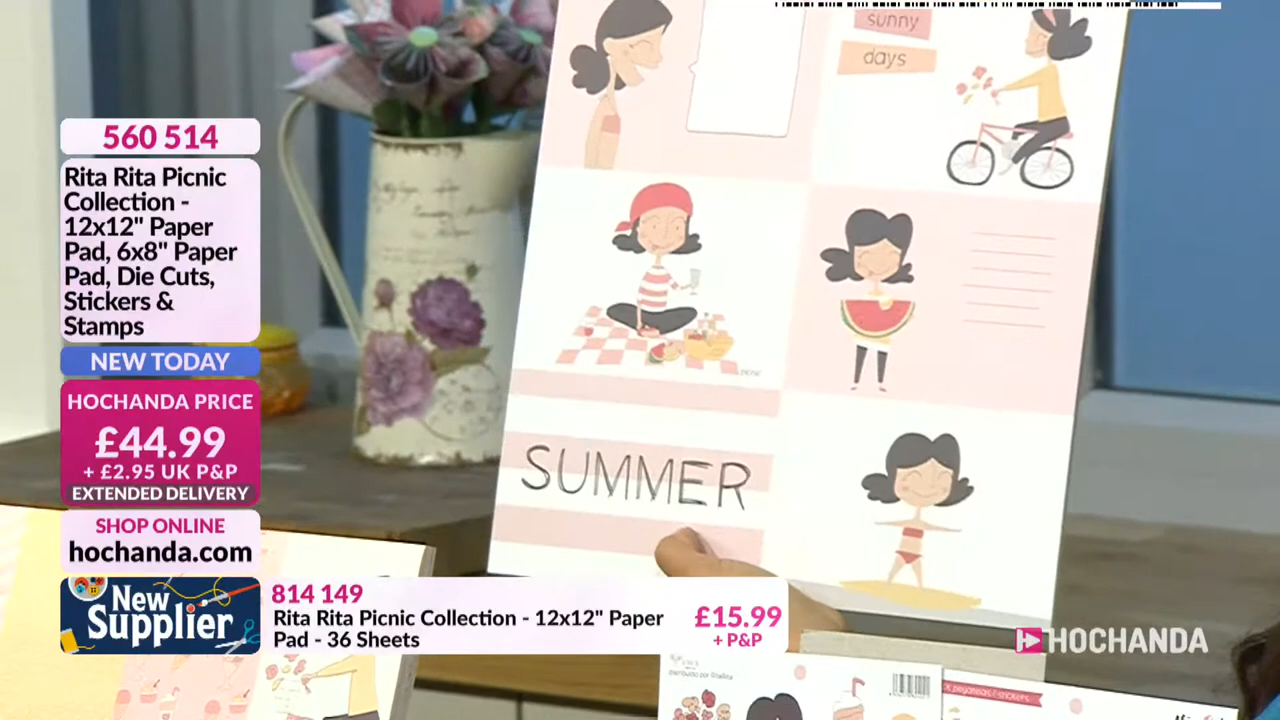 sunny
days
SUMMER
560 514
Rita Rita Picnic
Collection -
12x12" Paper
Pad, 6x8" Paper
Pad, Die Cuts,
Stickers &
Stamps
NEW TODAY
HOCHANDA PRICE
£44.99
+ £2.95 UK P&P
EXTENDED DELIVERY
SHOP ONLINE
hochanda.com
New
Supplier
814 149
Rita Rita Picnic Collection - 12x12" Paper
Pad - 36 Sheets
£15.99
+ P&P
HOCHANDA
pegatinas / stickers